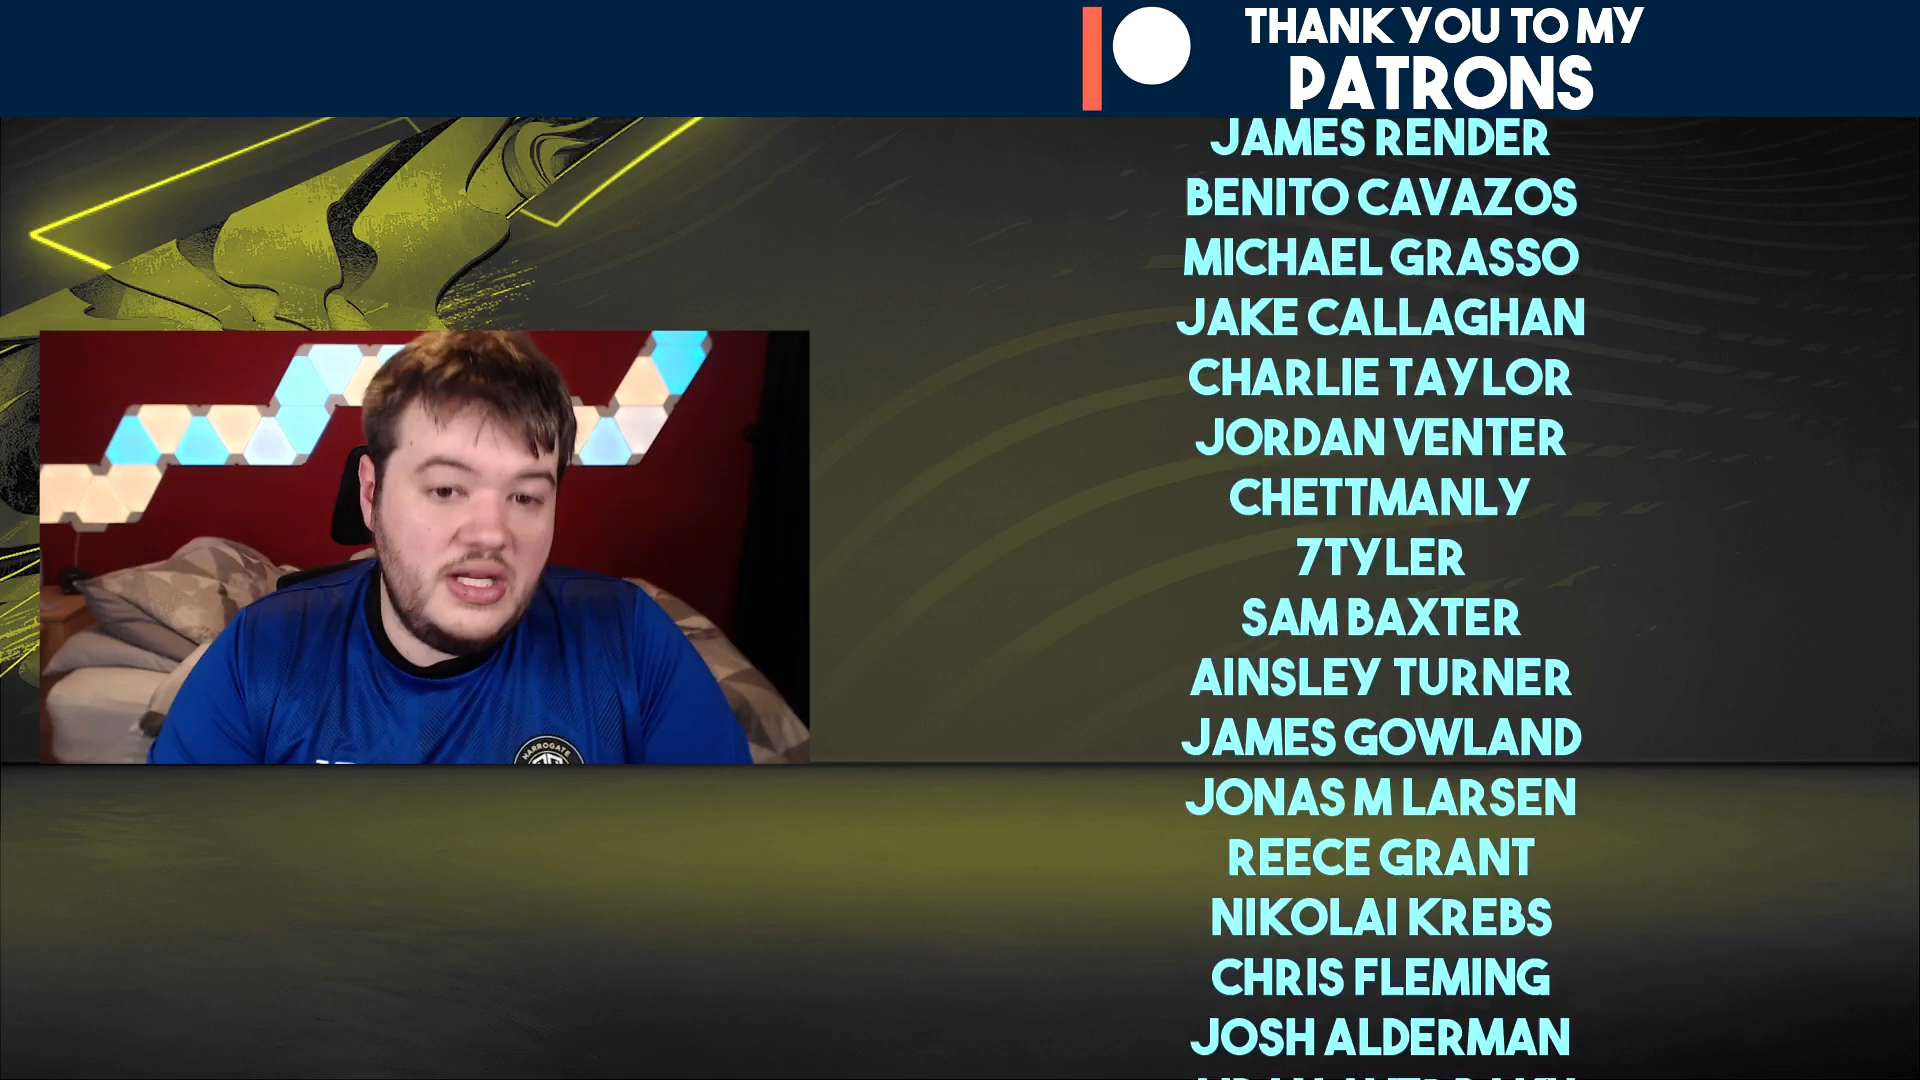 THANK YOU TO MY
PATRONS
JAMES RENDER
BENITO CAVAZOS
MICHAEL GRASSO
JAKE CALLAGHAN
CHARLIE TAYLOR
JORDAN VENTER
CHETTMANLY
7TYLER
SAM BAXTER
AINSLEY TURNER
JAMES GOWLAND
JONAS M LARSEN
REECE GRANT
NIKOLAI KREBS
CHRIS FLEMING
JOSH ALDERMAN
HARROGATE